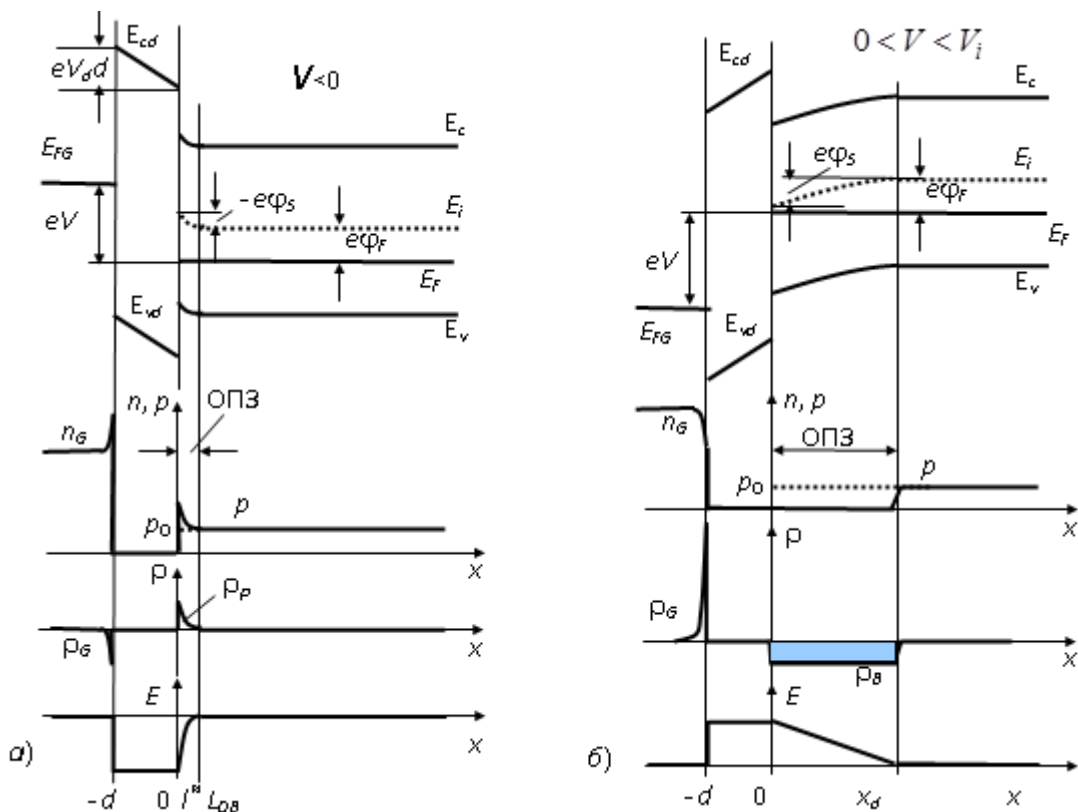 E_cd
eV_d d
V<0
E_c
E_FG
eV
-eφ_S
E_i
eφ_F
E_F
E_vd
E_v
n, p
ОПЗ
n_G
p_0
p
x
ρ
ρ_p
ρ_G
x
E
x
а)
-d
0
L_DB
0 < V < V_i
E_cd
E_c
eφ_S
E_i
eφ_F
E_F
eV
E_v
E_FG
E_vd
n, p
n_G
ОПЗ
p_0
p
x
ρ
ρ_G
x
ρ_B
E
б)
-d
0
x_d
x